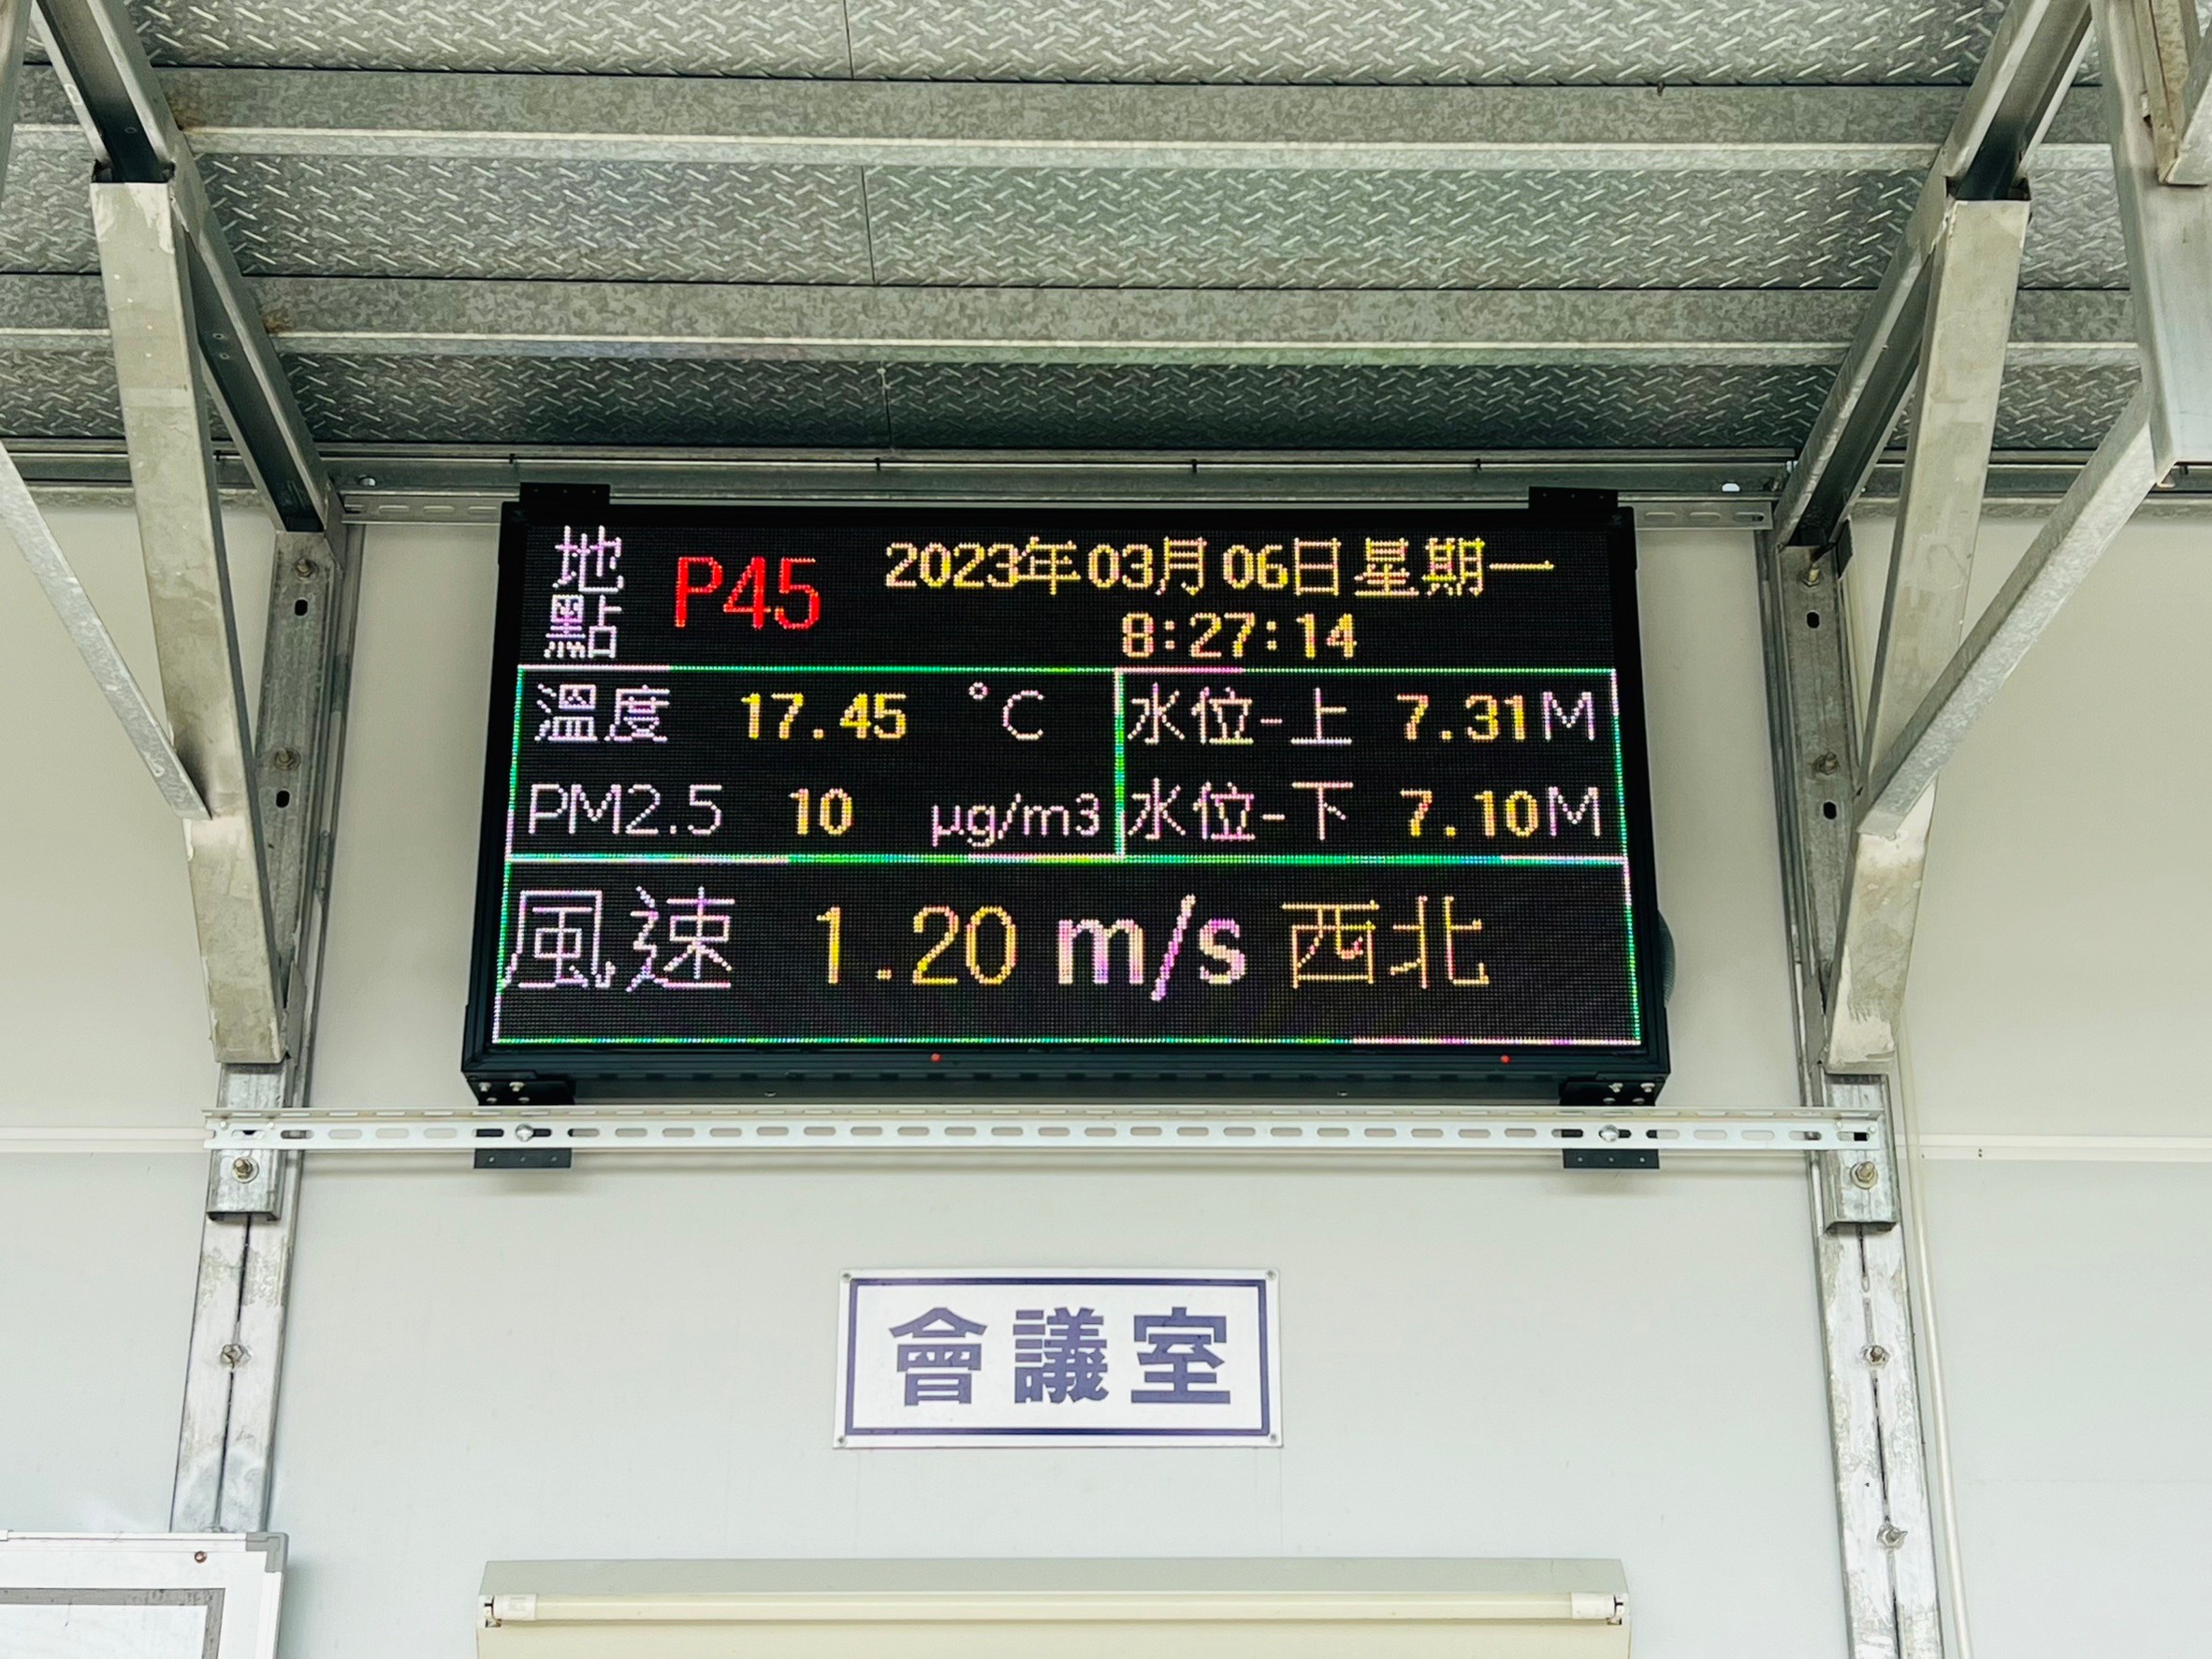 地點 P45 2023年03月06日星期一
8:27:14
溫度 17.45 °C 水位-上 7.31M
PM2.5 10 μg/m3 水位-下 7.10M
風速 1.20 m/s 西北
會議室